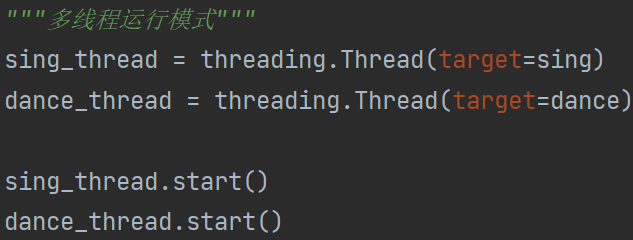 """多线程运行模式"""
sing_thread = threading.Thread(target=sing)
dance_thread = threading.Thread(target=dance)
sing_thread.start()
dance_thread.start()